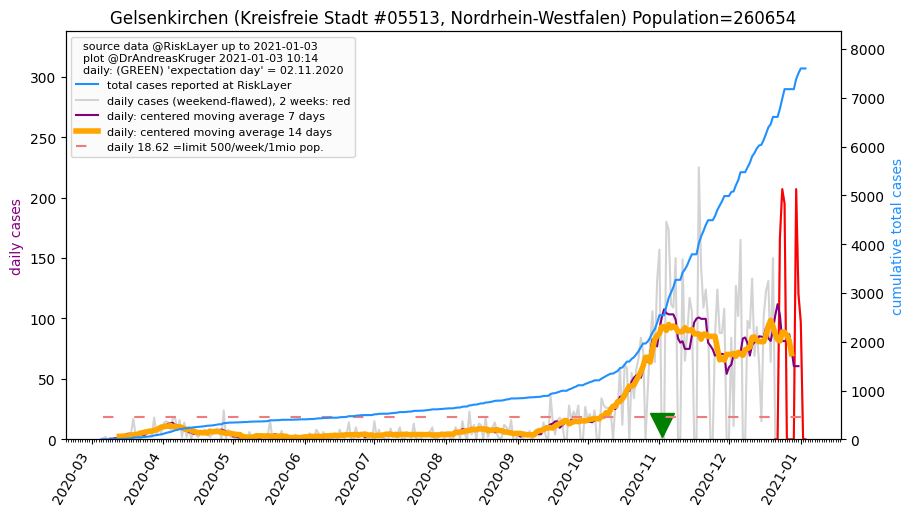 Gelsenkirchen (Kreisfreie Stadt #05513, Nordrhein-Westfalen) Population=260654
source data @RiskLayer up to 2021-01-03
plot @DrAndreasKruger 2021-01-03 10:14
daily: (GREEN) 'expectation day' = 02.11.2020
total cases reported at RiskLayer
daily cases (weekend-flawed), 2 weeks: red
daily: centered moving average 7 days
daily: centered moving average 14 days
daily 18.62 =limit 500/week/1mio pop.
daily cases
300
250
200
150
100
50
0
cumulative total cases
8000
7000
6000
5000
4000
3000
2000
1000
0
2020-03
2020-04
2020-05
2020-06
2020-07
2020-08
2020-09
2020-10
2020-11
2020-12
2021-01